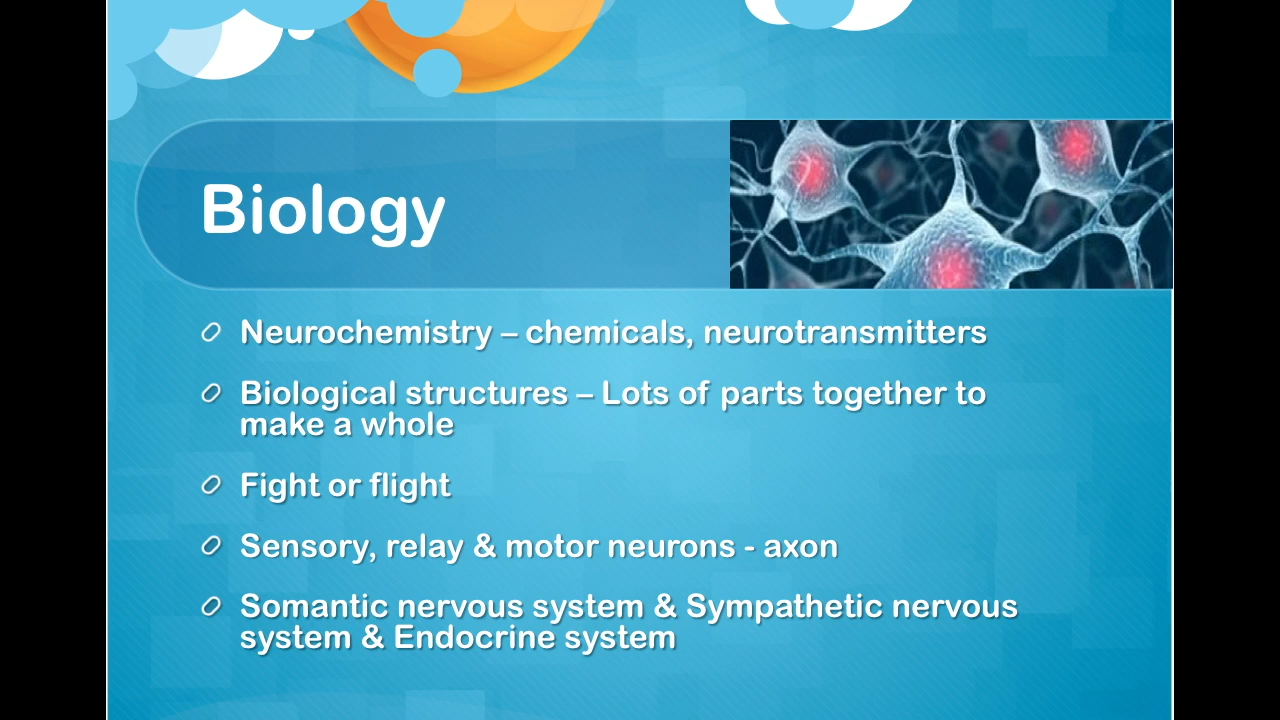 Biology
Neurochemistry – chemicals, neurotransmitters
Biological structures – Lots of parts together to
make a whole
Fight or flight
Sensory, relay & motor neurons - axon
Somantic nervous system & Sympathetic nervous
system & Endocrine system